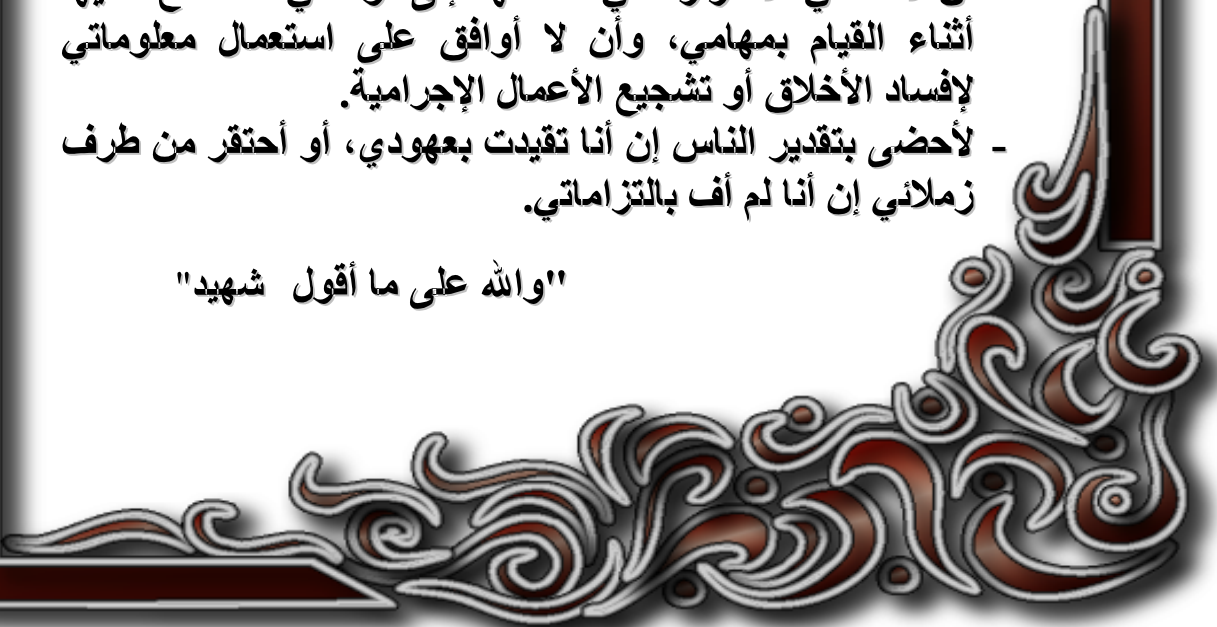 أثناء القيام بمهامي، وأن لا أوافق على استعمال معلوماتي
لإفساد الأخلاق أو تشجيع الأعمال الإجرامية.
- لأحضى بتقدير الناس إن أنا تقيدت بعهودي، أو أحتقر من طرف
زملائي إن أنا لم أف بالتزاماتي.
"والله على ما أقول شهيد"